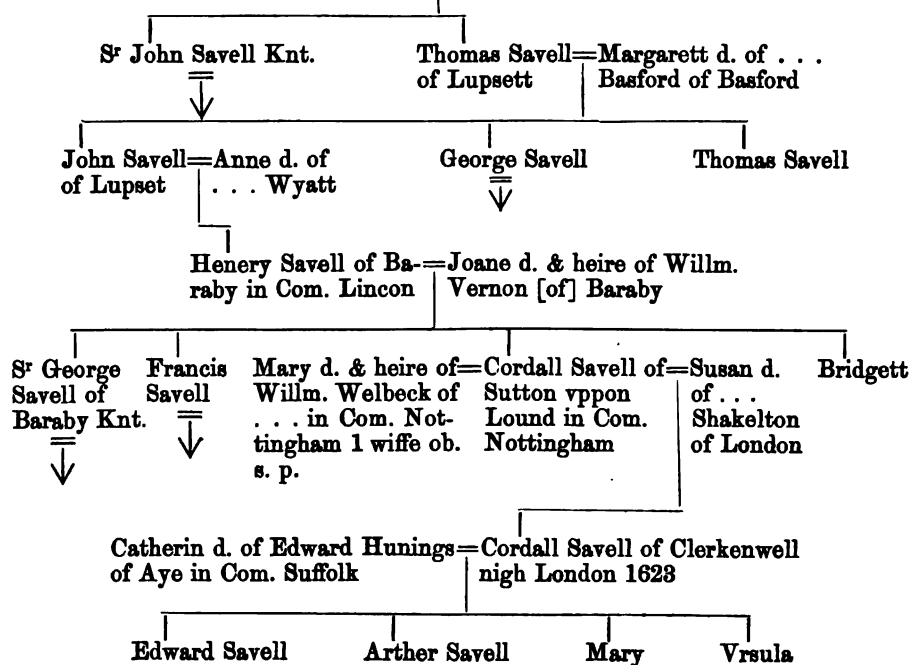 Sr John Savell Knt.
Thomas Savell=Margarett d. of . . .
of Lupsett Basford of Basford
John Savell=Anne d. of
of Lupset . . . Wyatt
George Savell
Thomas Savell
Henery Savell of Ba-=Joane d. & heire of Willm.
raby in Com. Lincon Vernon [of] Baraby
Sr George
Savell of
Baraby Knt.
Francis
Savell
Mary d. & heire of=Cordall Savell of=Susan d.
Willm. Welbeck of Sutton vppon of . . .
. . . in Com. Not- Lound in Com. Shakelton
tingham 1 wiffe ob. Nottingham of London
s. p.
Bridgett
Catherin d. of Edward Hunings=Cordall Savell of Clerkenwell
of Aye in Com. Suffolk nigh London 1623
Edward Savell
Arther Savell
Mary
Vrsula